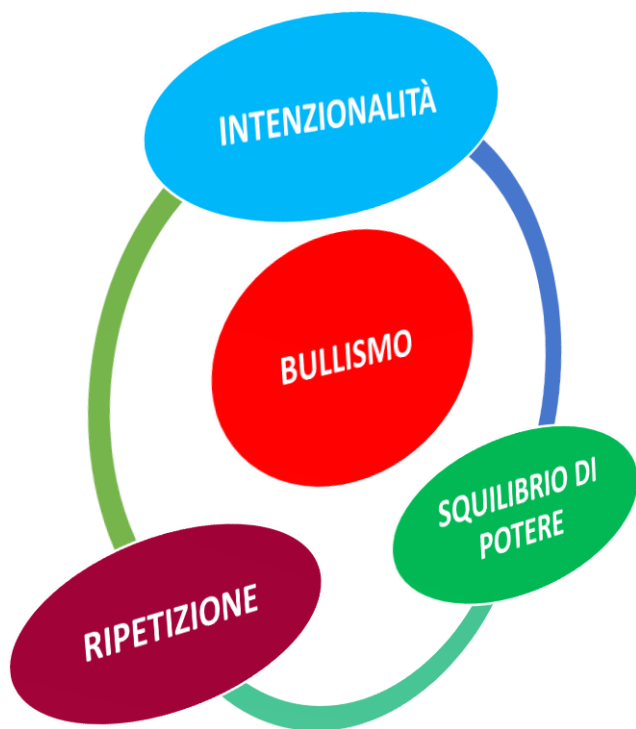 INTENZIONALITÀ
BULLISMO
SQUILIBRIO DI
POTERE
RIPETIZIONE